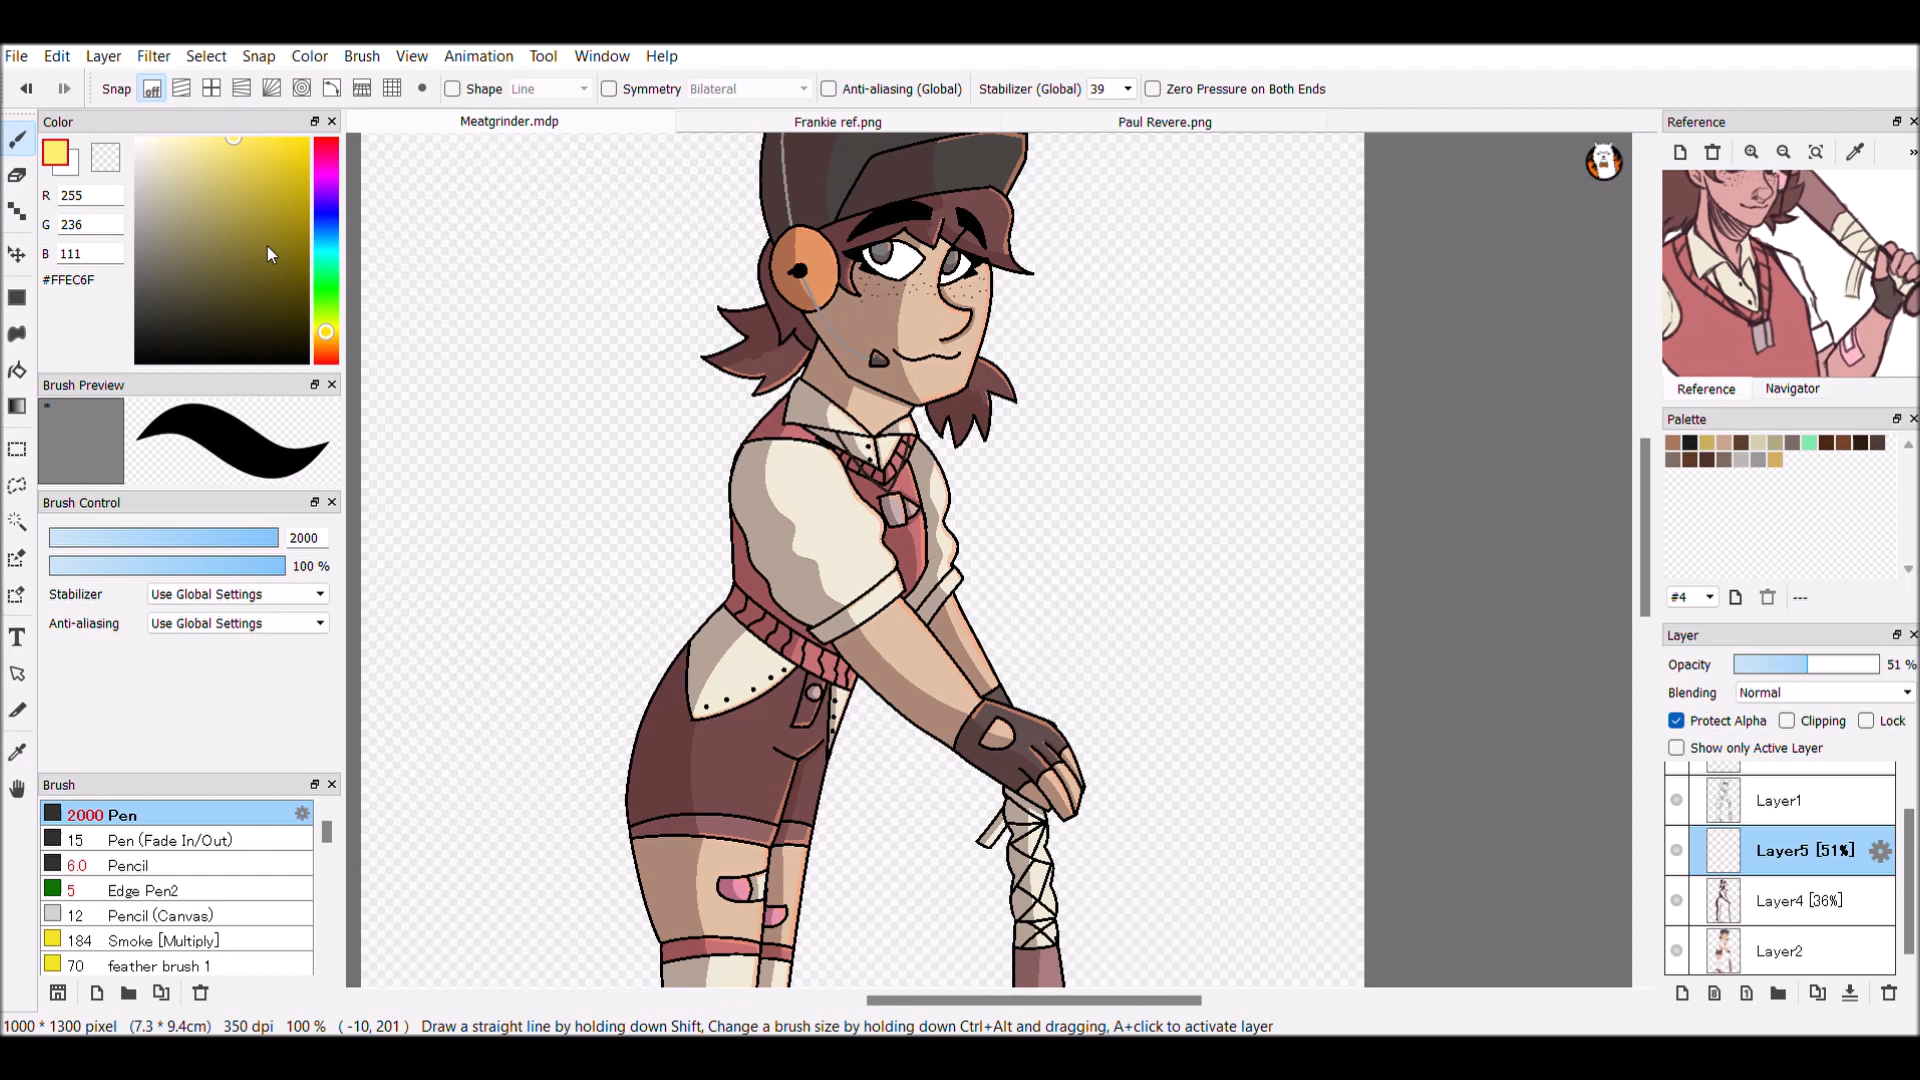 File Edit Layer Filter Select Snap Color Brush View Animation Tool Window Help
Snap off Shape Line Symmetry Bilateral Anti-aliasing (Global) Stabilizer (Global) 39 Zero Pressure on Both Ends
Color
Meatgrinder.mdp
Frankie ref.png
Paul Revere.png
R 255
G 236
B 111
#FFEC6F
Brush Preview
*
Brush Control
2000
100 %
Stabilizer Use Global Settings
Anti-aliasing Use Global Settings
Brush
2000 Pen
15 Pen (Fade In/Out)
6.0 Pencil
5 Edge Pen2
12 Pencil (Canvas)
184 Smoke [Multiply]
70 feather brush 1
Reference
»
Reference Navigator
Palette
#4 ---
Layer
Opacity 51 %
Blending Normal
Protect Alpha Clipping Lock
Show only Active Layer
Layer1
Layer5 [51%]
Layer4 [36%]
Layer2
1000 * 1300 pixel (7.3 * 9.4cm) 350 dpi 100 % ( -10, 201 ) Draw a straight line by holding down Shift, Change a brush size by holding down Ctrl+Alt and dragging, A+click to activate layer